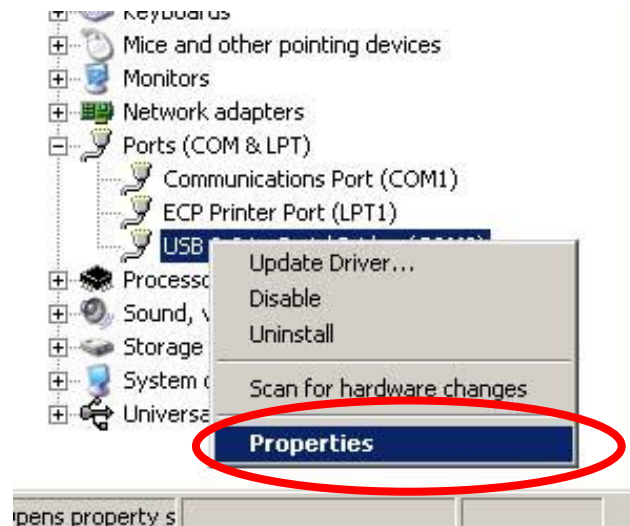 Keyboards
Mice and other pointing devices
Monitors
Network adapters
Ports (COM & LPT)
Communications Port (COM1)
ECP Printer Port (LPT1)
USB
Update Driver...
Processo
Disable
Sound, v
Uninstall
Storage
System
Scan for hardware changes
Universa
Properties
pens property s